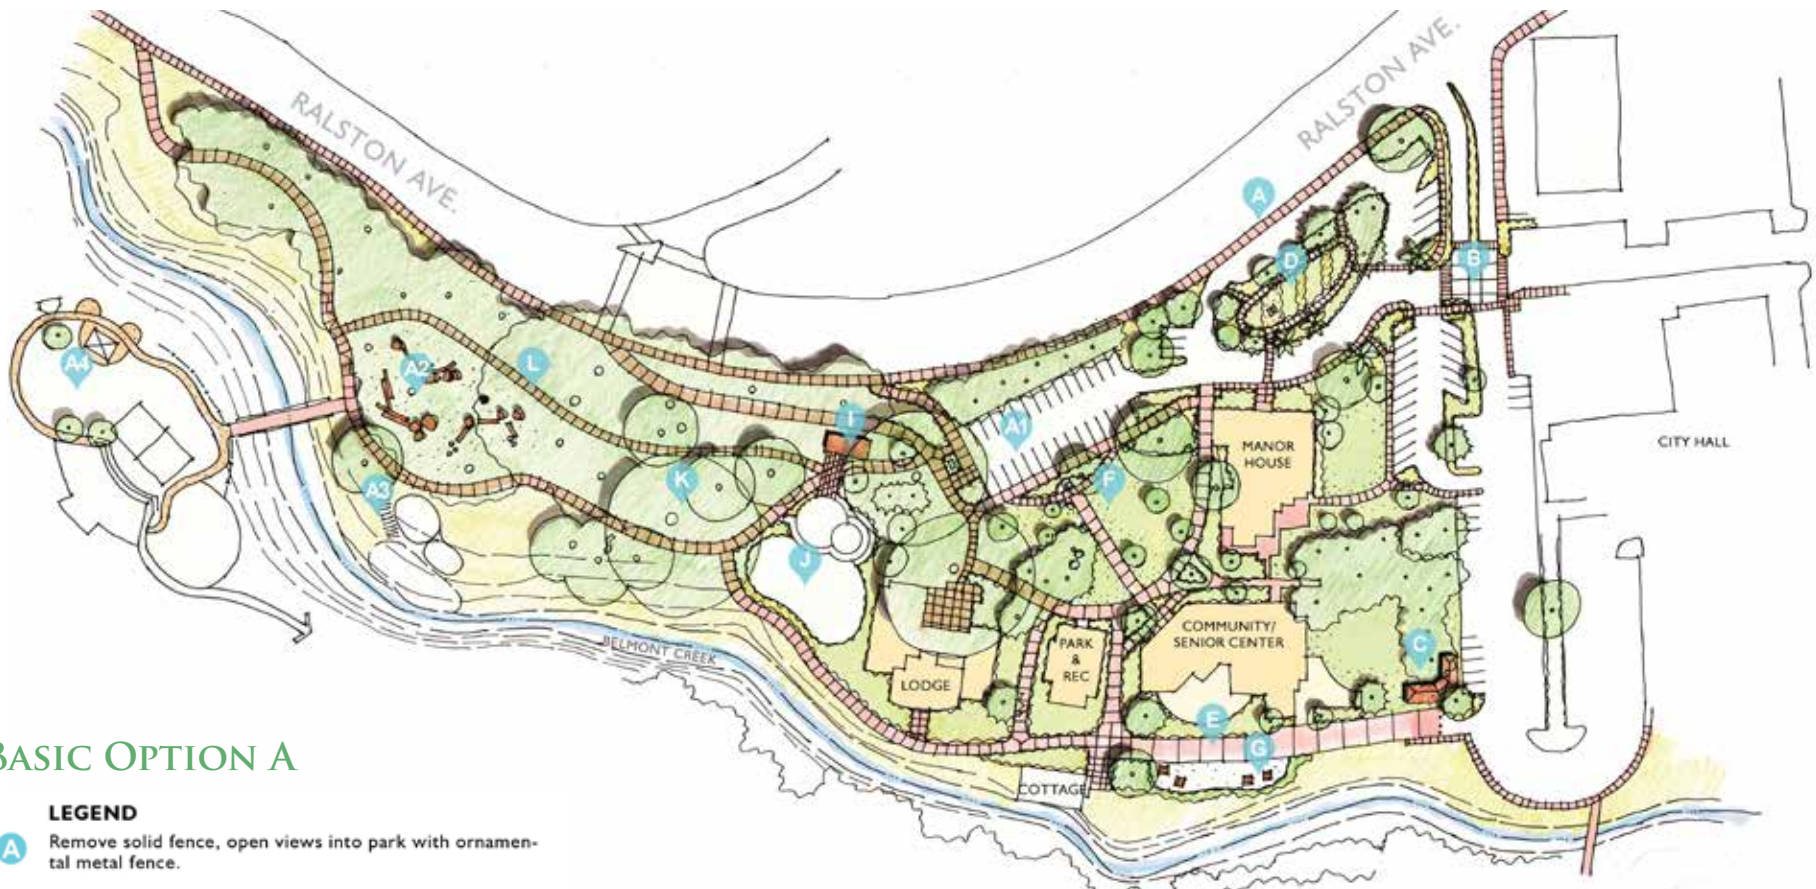 RALSTON AVE.
RALSTON AVE.
A
D
B
A4
A2
L
I
A1
MANOR
HOUSE
CITY HALL
A3
K
F
J
BELMONT CREEK
COMMUNITY/
SENIOR CENTER
PARK
&
REC
C
LODGE
E
G
COTTAGE
BASIC OPTION A
LEGEND
A
Remove solid fence, open views into park with ornamen-
tal metal fence.